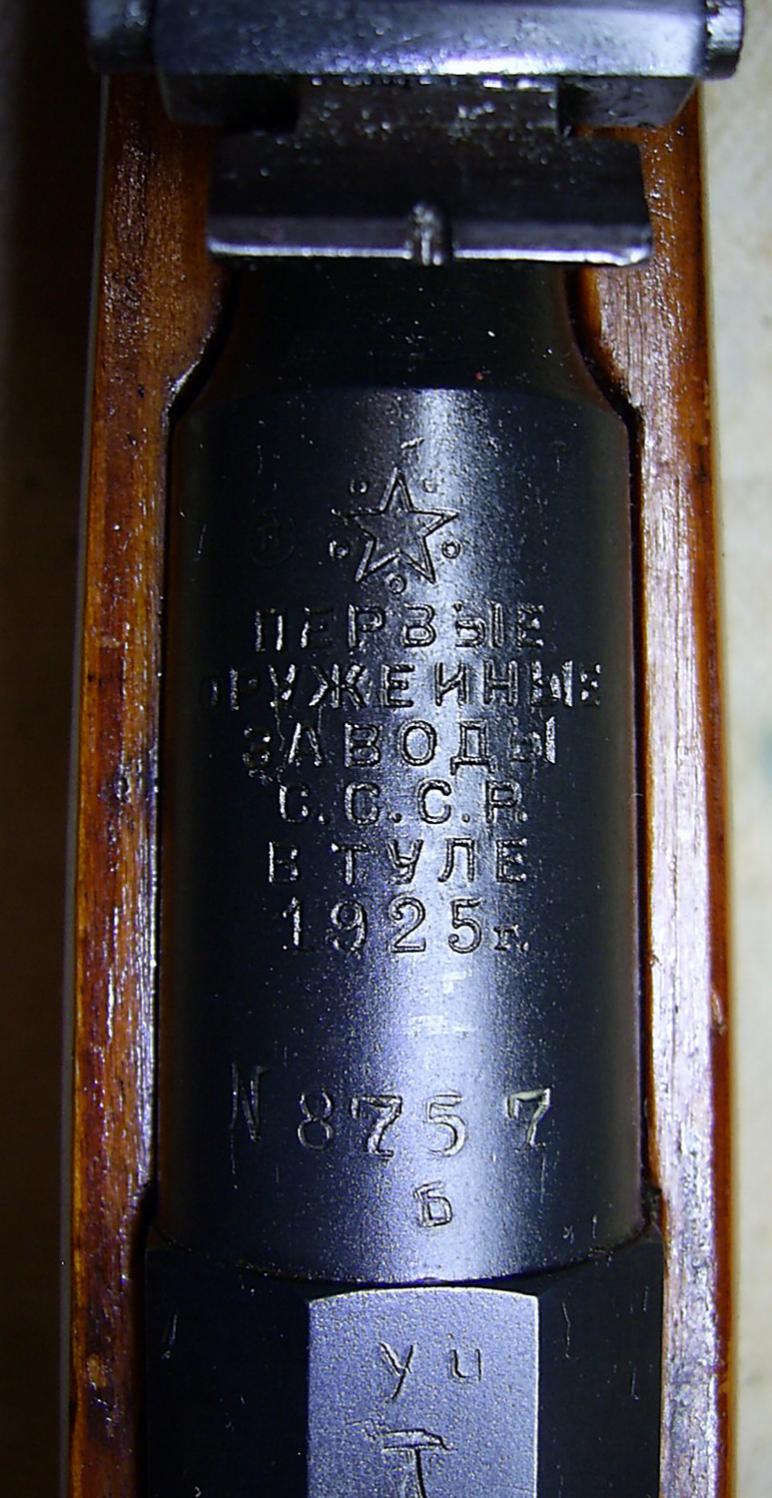 ПЕРВЫЕ
ОРУЖЕЙНЫЕ
ЗАВОДЫ
С.С.С.Р.
В ТУЛЕ
1925г.
N 8757
Б
У и
Т